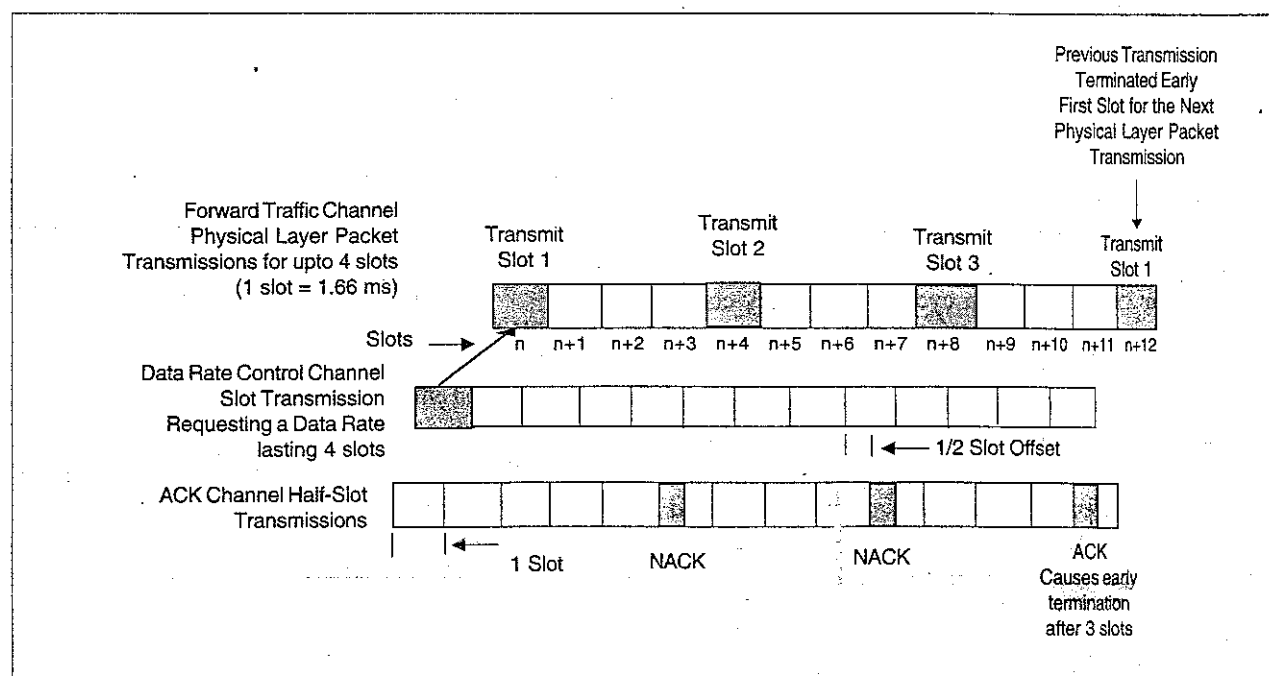 Previous Transmission
Terminated Early
First Slot for the Next
Physical Layer Packet
Transmission
Forward Traffic Channel
Physical Layer Packet
Transmissions for upto 4 slots
(1 slot = 1.66 ms)
Transmit
Slot 1
Transmit
Slot 2
Transmit
Slot 3
Transmit
Slot 1
Slots
n n+1 n+2 n+3 n+4 n+5 n+6 n+7 n+8 n+9 n+10 n+11 n+12
Data Rate Control Channel
Slot Transmission
Requesting a Data Rate
lasting 4 slots
1/2 Slot Offset
ACK Channel Half-Slot
Transmissions
1 Slot
NACK
NACK
ACK
Causes early
termination
after 3 slots